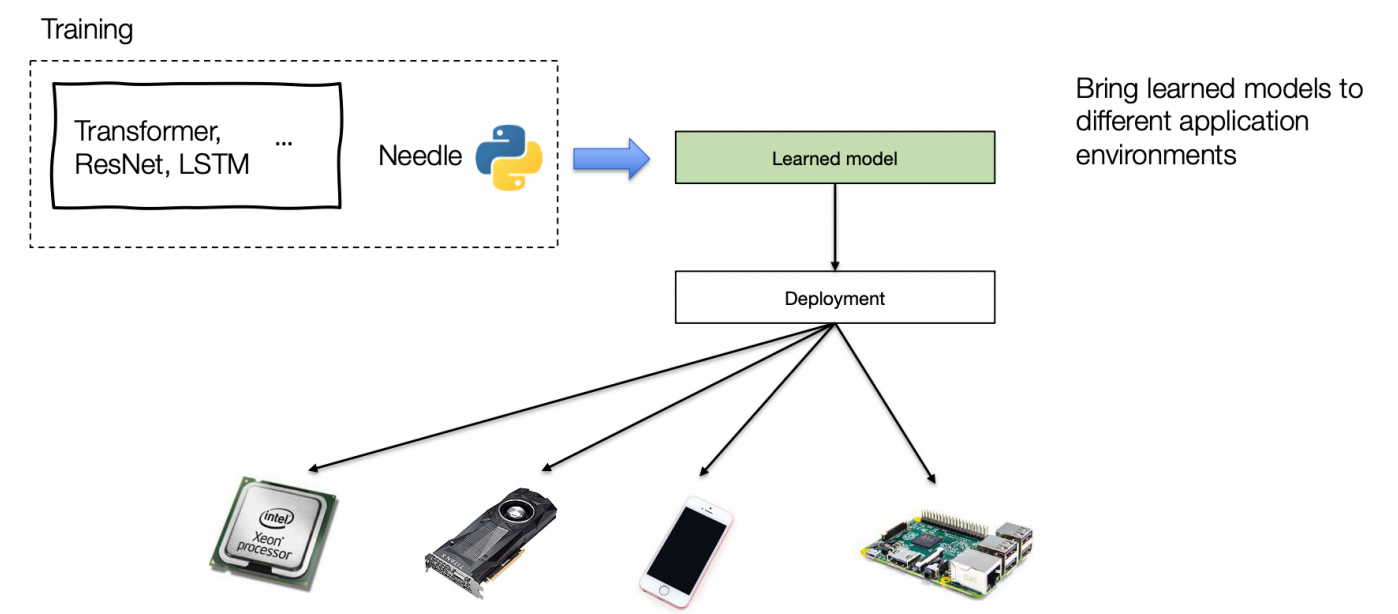 Training
Transformer, ...
ResNet, LSTM
Needle
Learned model
Bring learned models to
different application
environments
Deployment
intel
Xeon®
processor